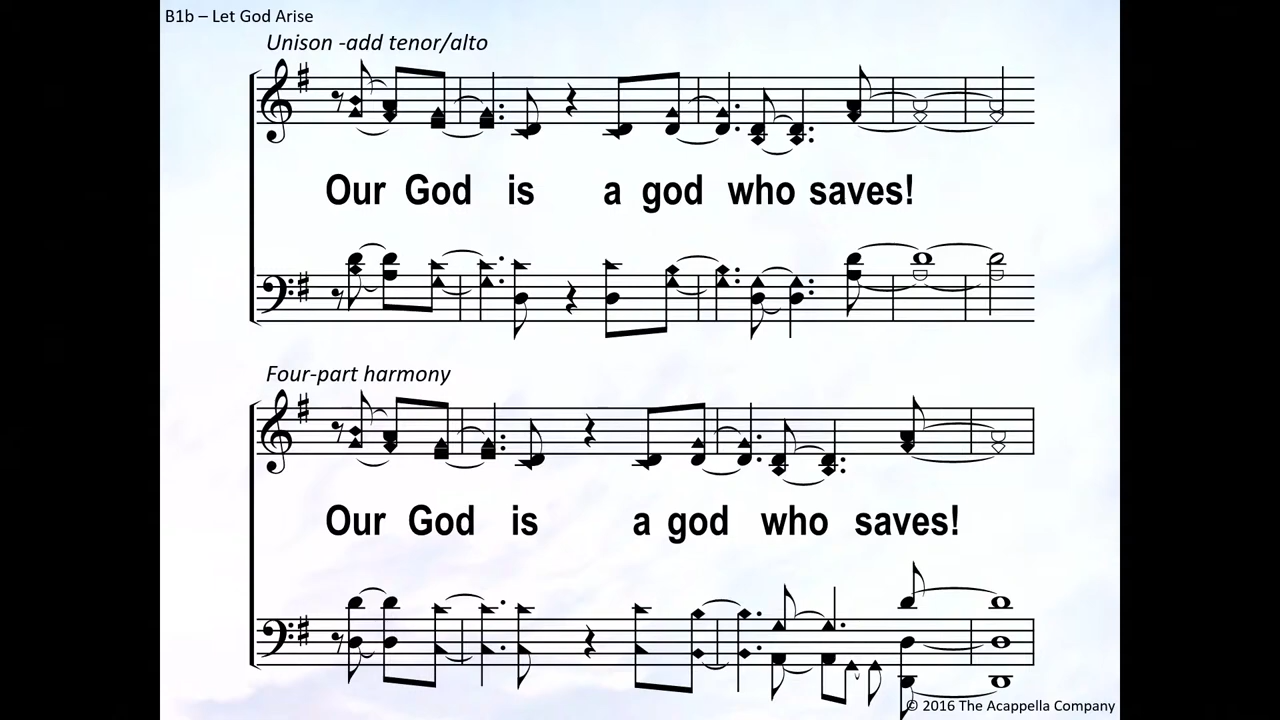 B1b – Let God Arise
Unison -add tenor/alto
Our God is a god who saves!
Four-part harmony
Our God is a god who saves!
© 2016 The Acappella Company